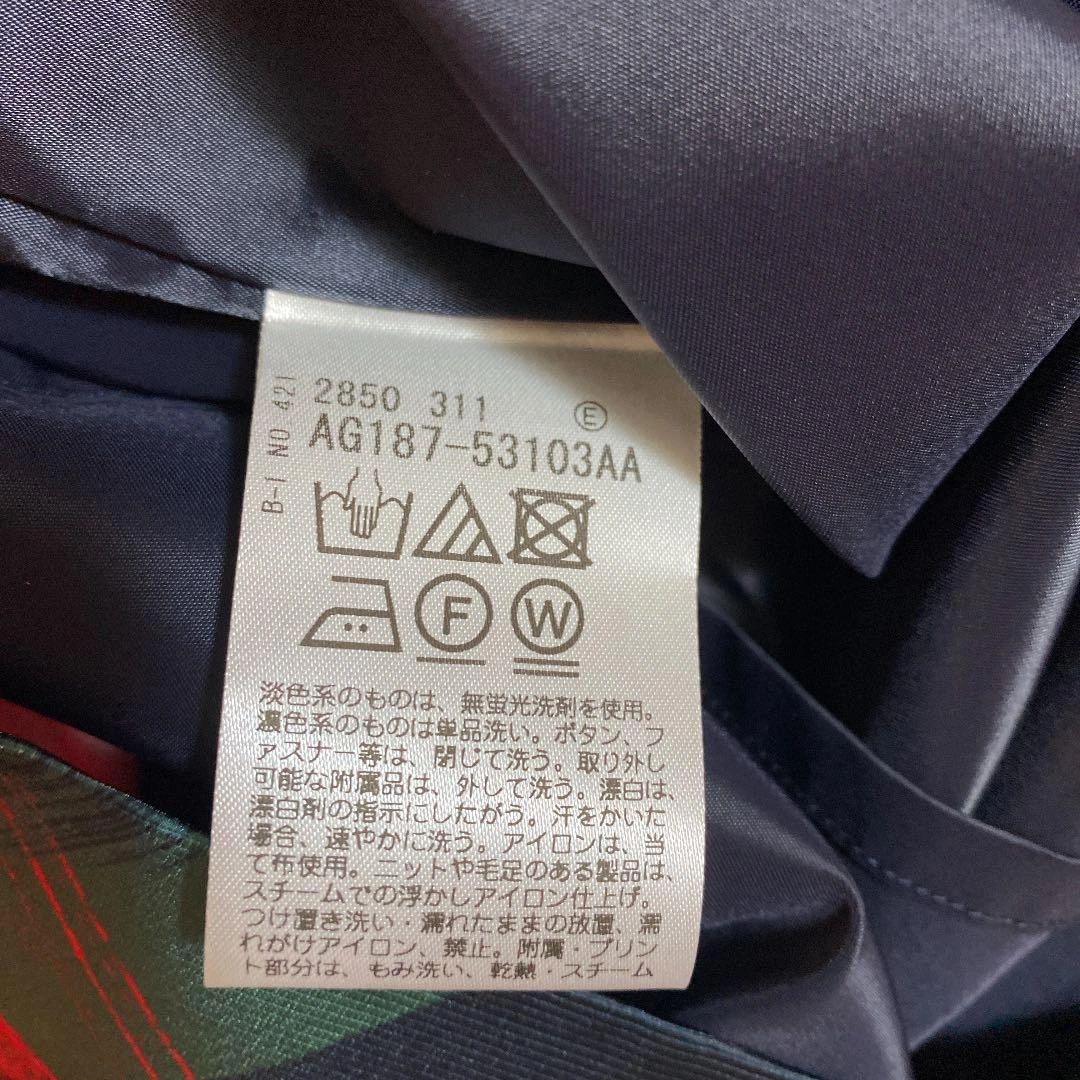 2850 311 Ⓔ
AG187-53103AA
B-1 NO 421
F W
淡色系のものは、無蛍光洗剤を使用。
濃色系のものは単品洗い。ボタン、フ
ァスナー等は、閉じて洗う。取り外し
可能な附属品は、外して洗う。漂白は、
漂白剤の指示にしたがう。汗をかいた
場合、速やかに洗う。アイロンは、当
て布使用。ニットや毛足のある製品は、
スチームでの浮かしアイロン仕上げ。
つけ置き洗い・濡れたままの放置、濡
れがけアイロン、禁止。附属・プリン
ト部分は、もみ洗い、乾熱・スチーム